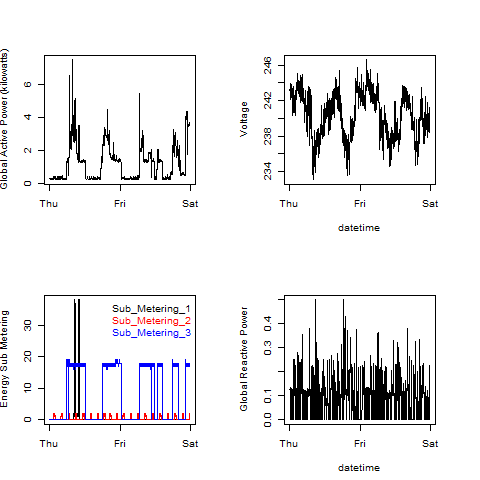 Global Active Power (kilowatts)
0 2 4 6
Thu Fri Sat
Voltage
234 238 242 246
Thu Fri Sat
datetime
Energy Sub Metering
0 10 20 30
Sub_Metering_1
Sub_Metering_2
Sub_Metering_3
Thu Fri Sat
Global Reactive Power
0.0 0.1 0.3 0.4
Thu Fri Sat
datetime